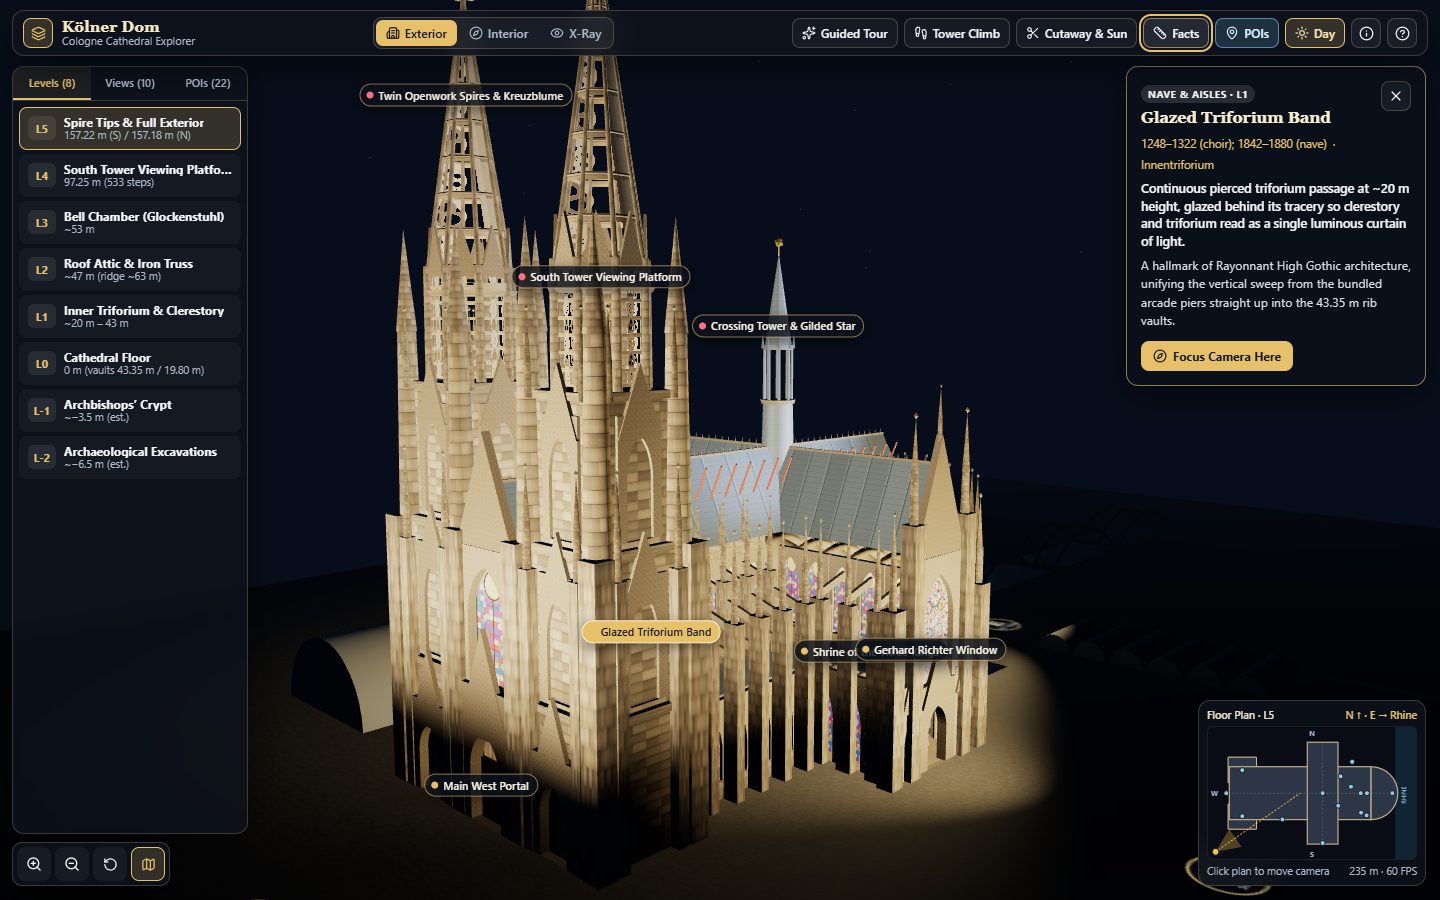 Kölner Dom
Cologne Cathedral Explorer
Exterior
Interior
X-Ray
Guided Tour
Tower Climb
Cutaway & Sun
Facts
POIs
Day
Levels (8)
Views (10)
POIs (22)
L5
Spire Tips & Full Exterior
157.22 m (S) / 157.18 m (N)
L4
South Tower Viewing Platfo...
97.25 m (533 steps)
L3
Bell Chamber (Glockenstuhl)
~53 m
L2
Roof Attic & Iron Truss
~47 m (ridge ~63 m)
L1
Inner Triforium & Clerestory
~20 m – 43 m
L0
Cathedral Floor
0 m (vaults 43.35 m / 19.80 m)
L-1
Archbishops' Crypt
~−3.5 m (est.)
L-2
Archaeological Excavations
~−6.5 m (est.)
Twin Openwork Spires & Kreuzblume
South Tower Viewing Platform
Crossing Tower & Gilded Star
Glazed Triforium Band
Shrine of
Gerhard Richter Window
Main West Portal
NAVE & AISLES · L1
Glazed Triforium Band
1248–1322 (choir); 1842–1880 (nave) ·
Innentriforium
Continuous pierced triforium passage at ~20 m
height, glazed behind its tracery so clerestory
and triforium read as a single luminous curtain
of light.
A hallmark of Rayonnant High Gothic architecture,
unifying the vertical sweep from the bundled
arcade piers straight up into the 43.35 m rib
vaults.
Focus Camera Here
Floor Plan · L5
N ↑ · E → Rhine
N
W
S
RHINE
Click plan to move camera
235 m · 60 FPS